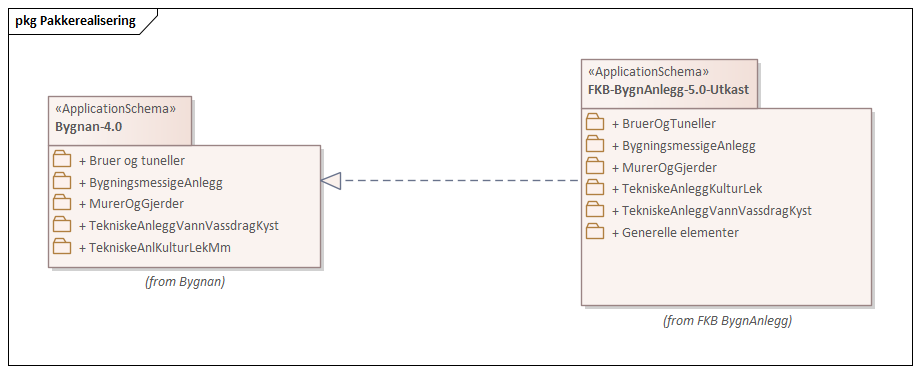 pkg Pakkerealisering
«ApplicationSchema»
Bygnan-4.0
+ Bruer og tuneller
+ BygningsmessigeAnlegg
+ MurerOgGjerder
+ TekniskeAnleggVannVassdragKyst
+ TekniskeAnlKulturLekMm
(from Bygnan)
«ApplicationSchema»
FKB-BygnAnlegg-5.0-Utkast
+ BruerOgTuneller
+ BygningsmessigeAnlegg
+ MurerOgGjerder
+ TekniskeAnleggKulturLek
+ TekniskeAnleggVannVassdragKyst
+ Generelle elementer
(from FKB BygnAnlegg)